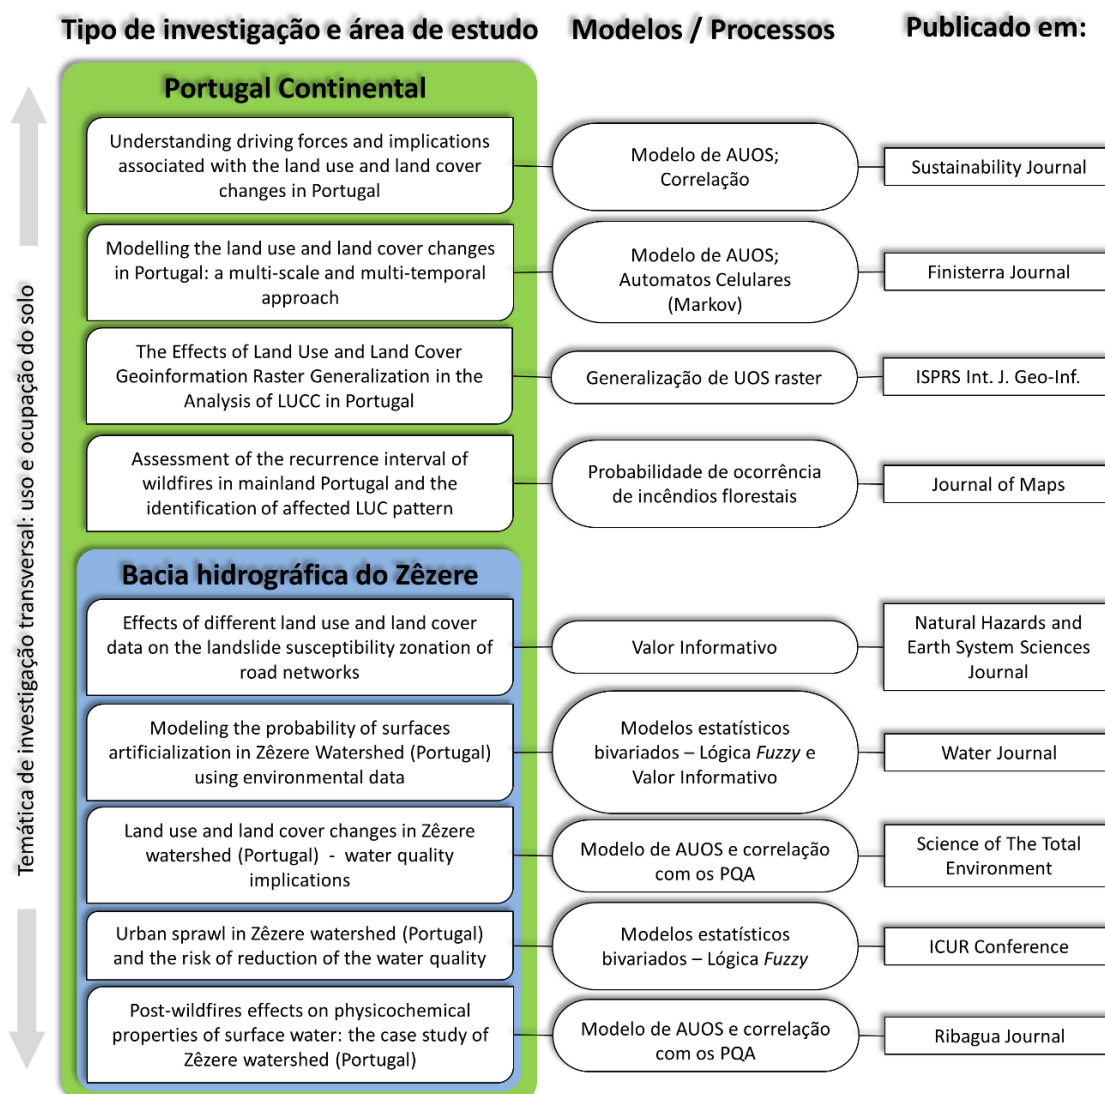 Tipo de investigação e área de estudo
Modelos / Processos
Publicado em:
Temática de investigação transversal: uso e ocupação do solo
Portugal Continental
Understanding driving forces and implications
associated with the land use and land cover
changes in Portugal
Modelo de AUOS;
Correlação
Sustainability Journal
Modelling the land use and land cover changes
in Portugal: a multi-scale and multi-temporal
approach
Modelo de AUOS;
Automatos Celulares
(Markov)
Finisterra Journal
The Effects of Land Use and Land Cover
Geoinformation Raster Generalization in the
Analysis of LUCC in Portugal
Generalização de UOS raster
ISPRS Int. J. Geo-Inf.
Assessment of the recurrence interval of
wildfires in mainland Portugal and the
identification of affected LUC pattern
Probabilidade de ocorrência
de incêndios florestais
Journal of Maps
Bacia hidrográfica do Zêzere
Effects of different land use and land cover
data on the landslide susceptibility zonation of
road networks
Valor Informativo
Natural Hazards and
Earth System Sciences
Journal
Modeling the probability of surfaces
artificialization in Zêzere Watershed (Portugal)
using environmental data
Modelos estatísticos
bivariados – Lógica Fuzzy e
Valor Informativo
Water Journal
Land use and land cover changes in Zêzere
watershed (Portugal) - water quality
implications
Modelo de AUOS e correlação
com os PQA
Science of The Total
Environment
Urban sprawl in Zêzere watershed (Portugal)
and the risk of reduction of the water quality
Modelos estatísticos
bivariados – Lógica Fuzzy
ICUR Conference
Post-wildfires effects on physicochemical
properties of surface water: the case study of
Zêzere watershed (Portugal)
Modelo de AUOS e correlação
com os PQA
Ribagua Journal